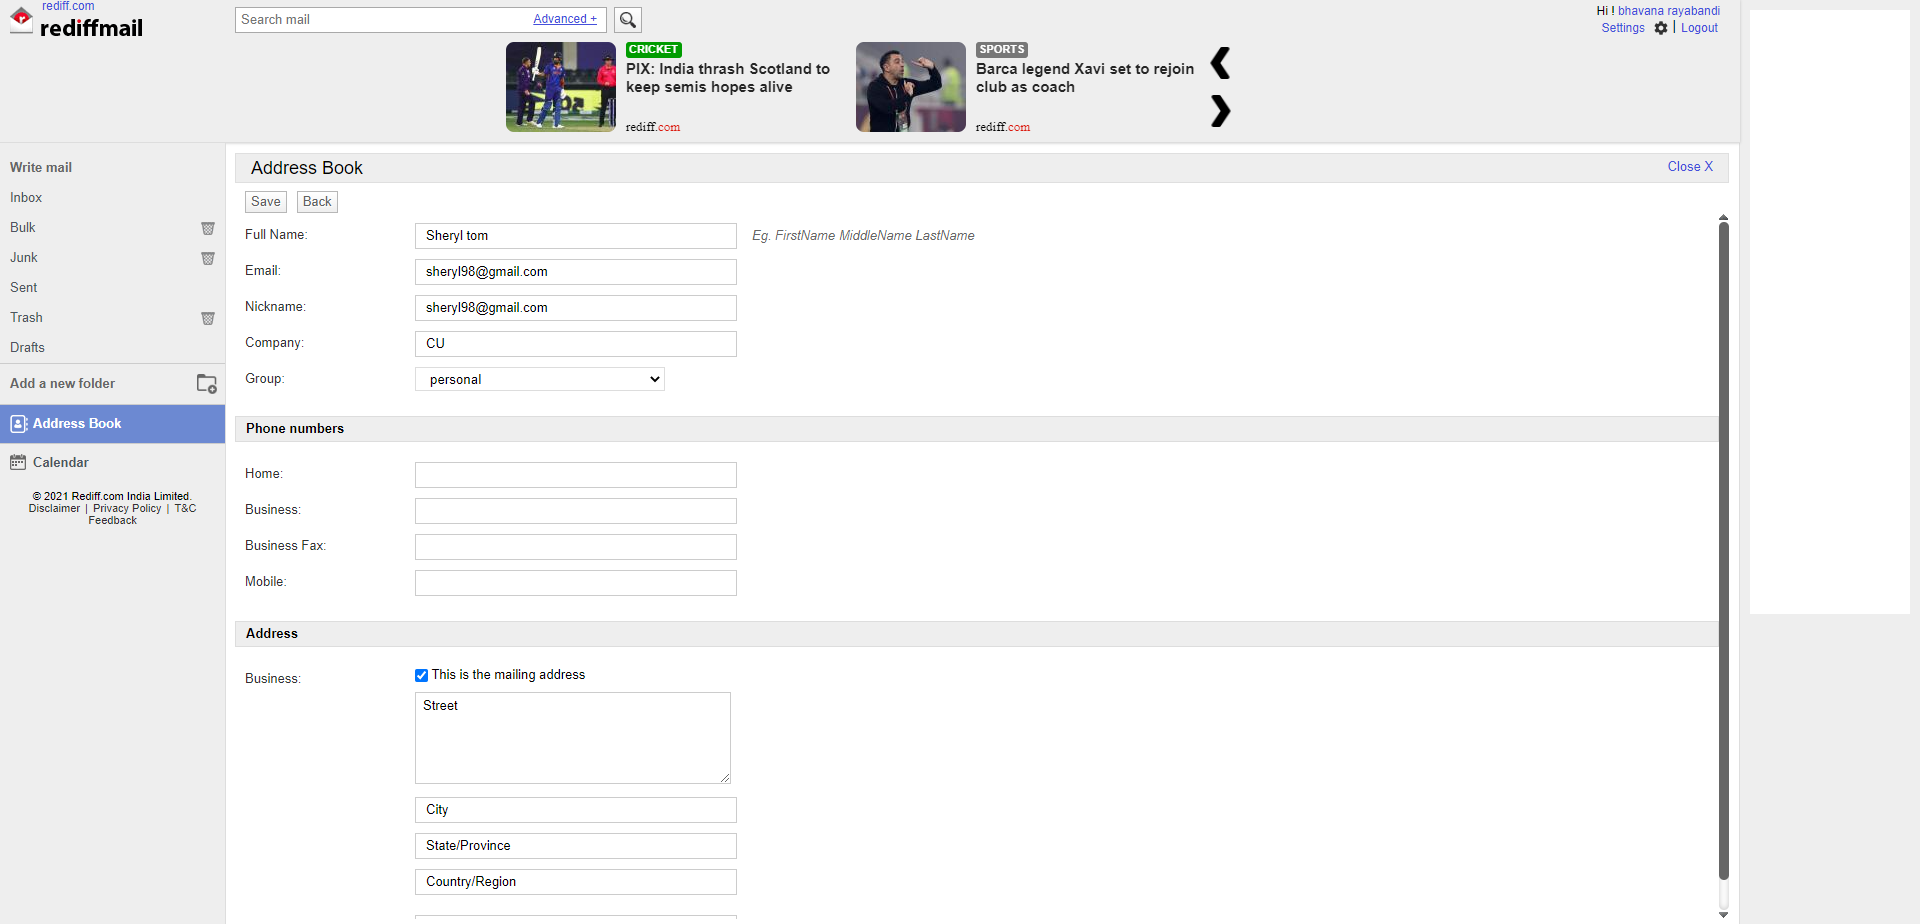 rediff.com
rediffmail
Search mail
Advanced +
Hi ! bhavana rayabandi
Settings | Logout
CRICKET
PIX: India thrash Scotland to
keep semis hopes alive
rediff.com
SPORTS
Barca legend Xavi set to rejoin
club as coach
rediff.com
Write mail
Inbox
Bulk
Junk
Sent
Trash
Drafts
Add a new folder
Address Book
Calendar
© 2021 Rediff.com India Limited.
Disclaimer | Privacy Policy | T&C
Feedback
Address Book
Close X
Save
Back
Full Name:
Sheryl tom
Eg. FirstName MiddleName LastName
Email:
sheryl98@gmail.com
Nickname:
sheryl98@gmail.com
Company:
CU
Group:
personal
Phone numbers
Home:
Business:
Business Fax:
Mobile:
Address
Business:
This is the mailing address
Street
City
State/Province
Country/Region